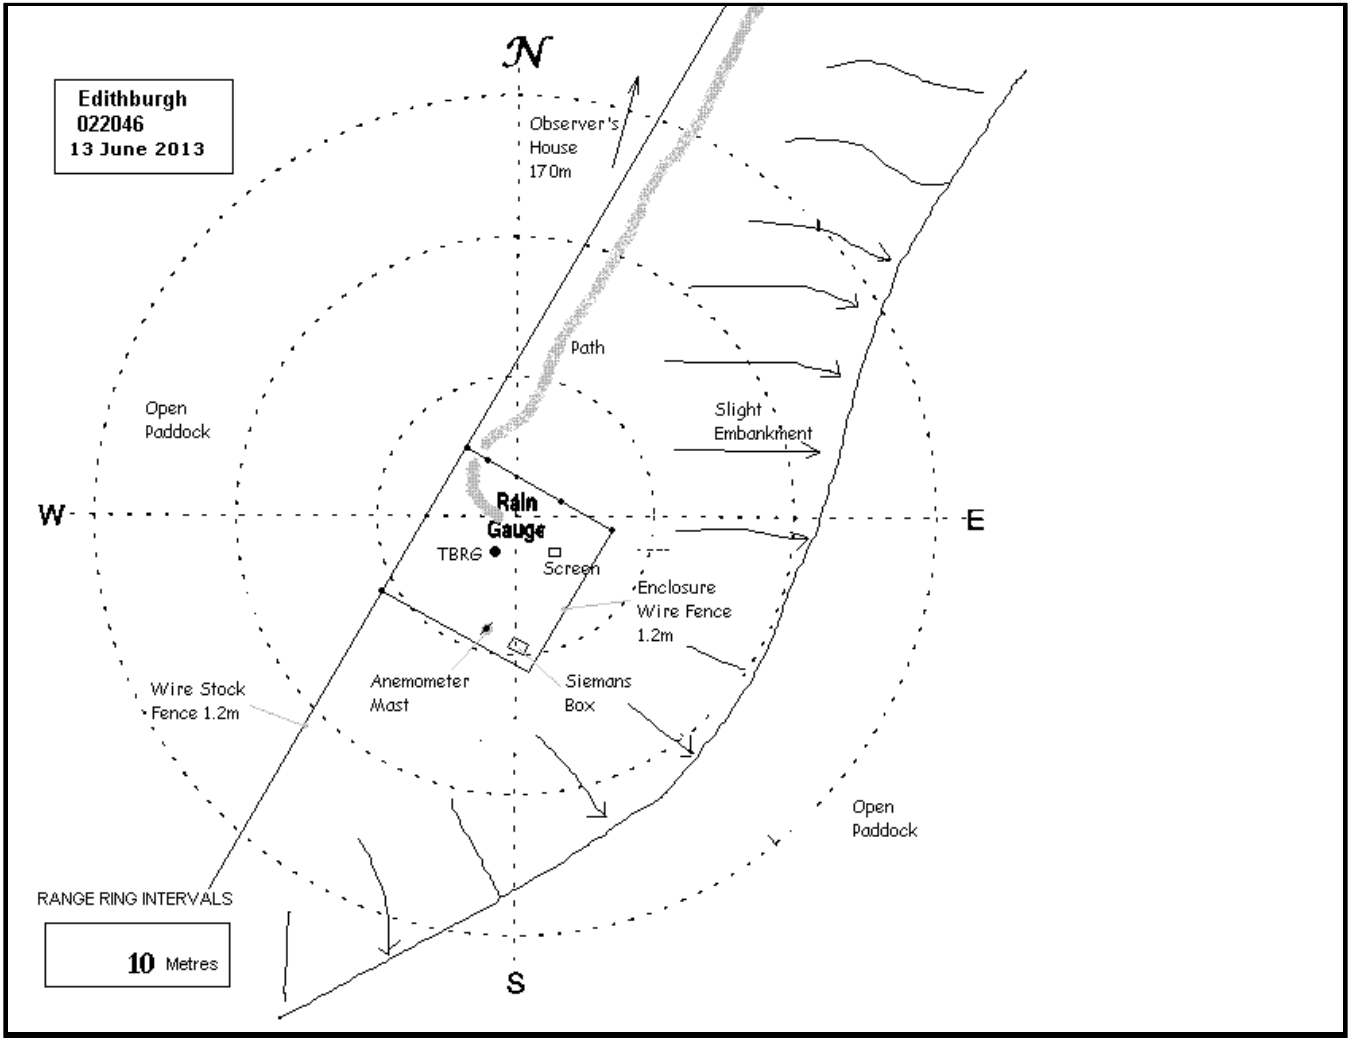 N
Edithburgh
022046
13 June 2013
Observer's
House
170m
Path
Open
Paddock
Slight
Embankment
W
Rain
Gauge
E
TBRG
Screen
Enclosure
Wire Fence
1.2m
Anemometer
Mast
Siemans
Box
Wire Stock
Fence 1.2m
Open
Paddock
RANGE RING INTERVALS
10 Metres
S